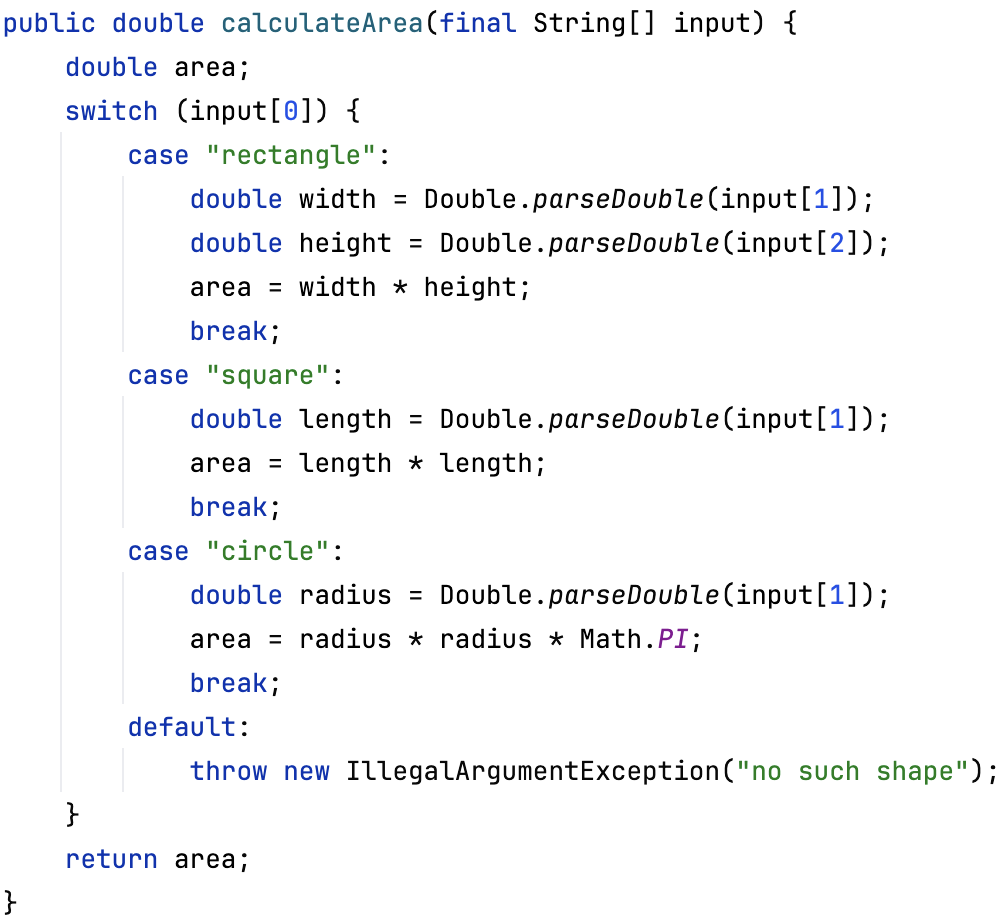 public double calculateArea(final String[] input) {
    double area;
    switch (input[0]) {
        case "rectangle":
            double width = Double.parseDouble(input[1]);
            double height = Double.parseDouble(input[2]);
            area = width * height;
            break;
        case "square":
            double length = Double.parseDouble(input[1]);
            area = length * length;
            break;
        case "circle":
            double radius = Double.parseDouble(input[1]);
            area = radius * radius * Math.PI;
            break;
        default:
            throw new IllegalArgumentException("no such shape");
    }
    return area;
}